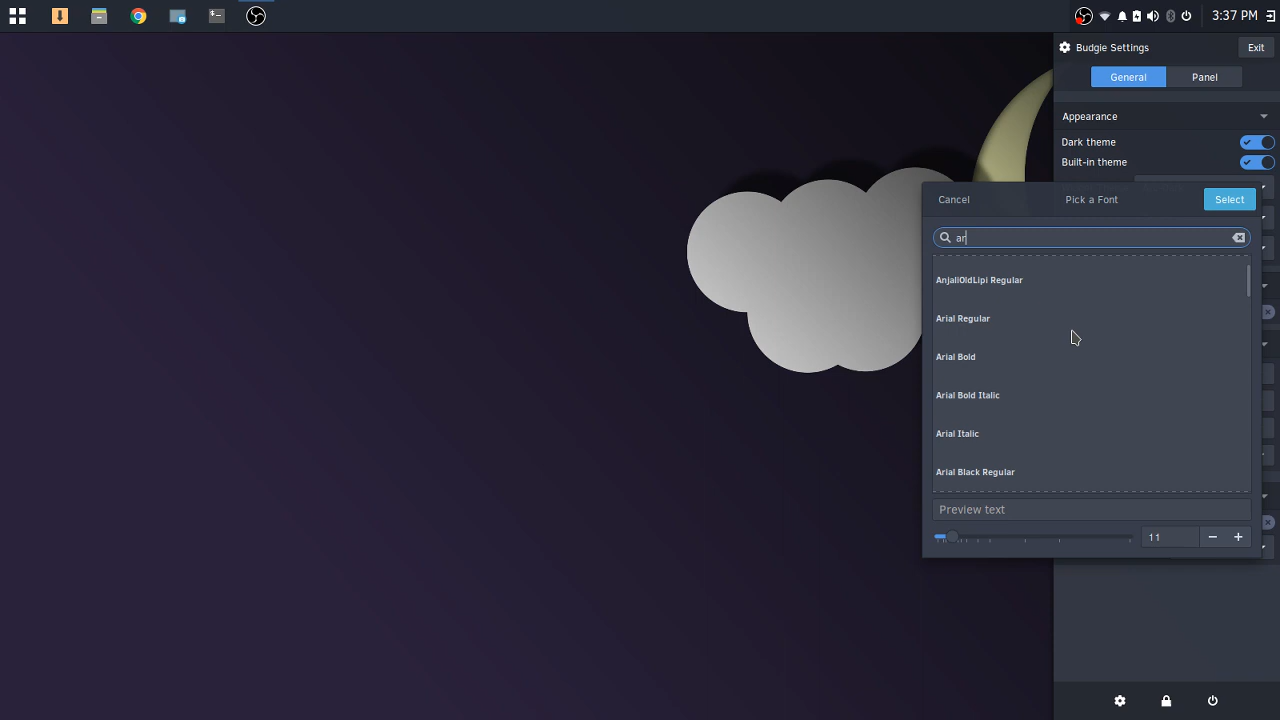 3:37 PM
Budgie Settings
Exit
General
Panel
Appearance
Dark theme
Built-in theme
Cancel
Pick a Font
Select
ar
AnjaliOldLipi Regular
Arial Regular
Arial Bold
Arial Bold Italic
Arial Italic
Arial Black Regular
Preview text
11